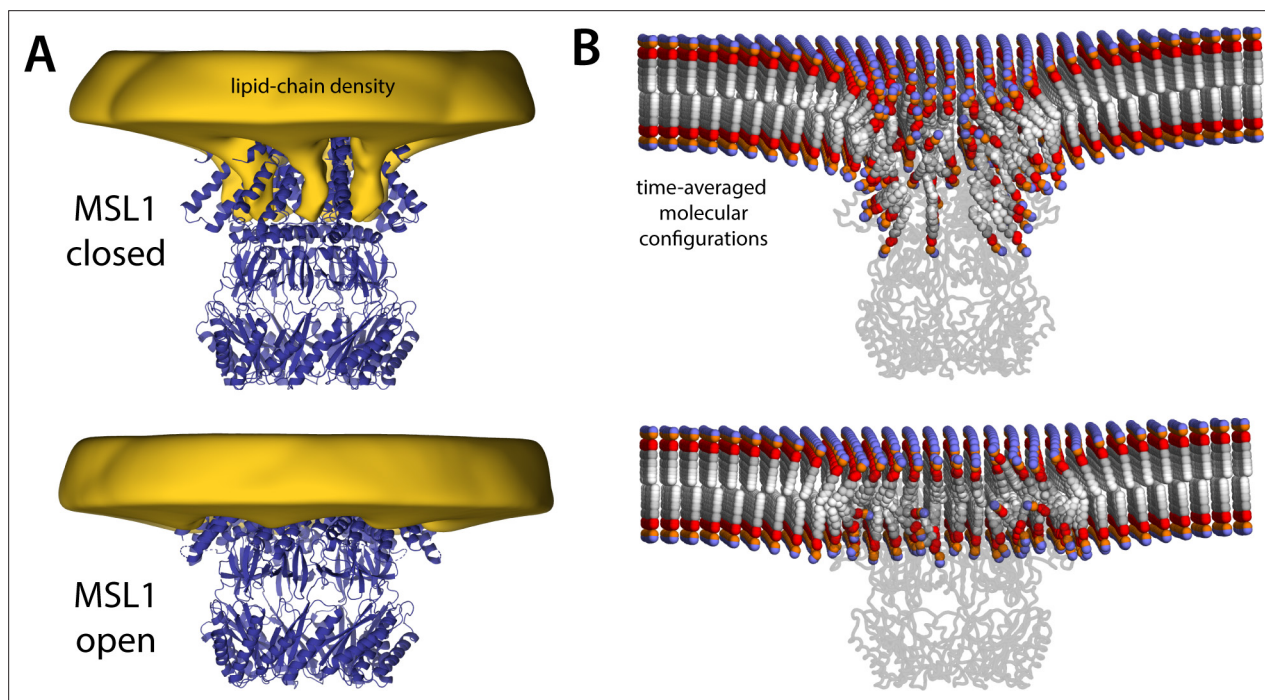 A
lipid-chain density
MSL1
closed
MSL1
open
B
time-averaged
molecular
configurations